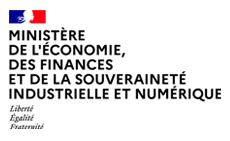 MINISTÈRE
DE L'ÉCONOMIE,
DES FINANCES
ET DE LA SOUVERAINETÉ
INDUSTRIELLE ET NUMÉRIQUE
Liberté
Égalité
Fraternité